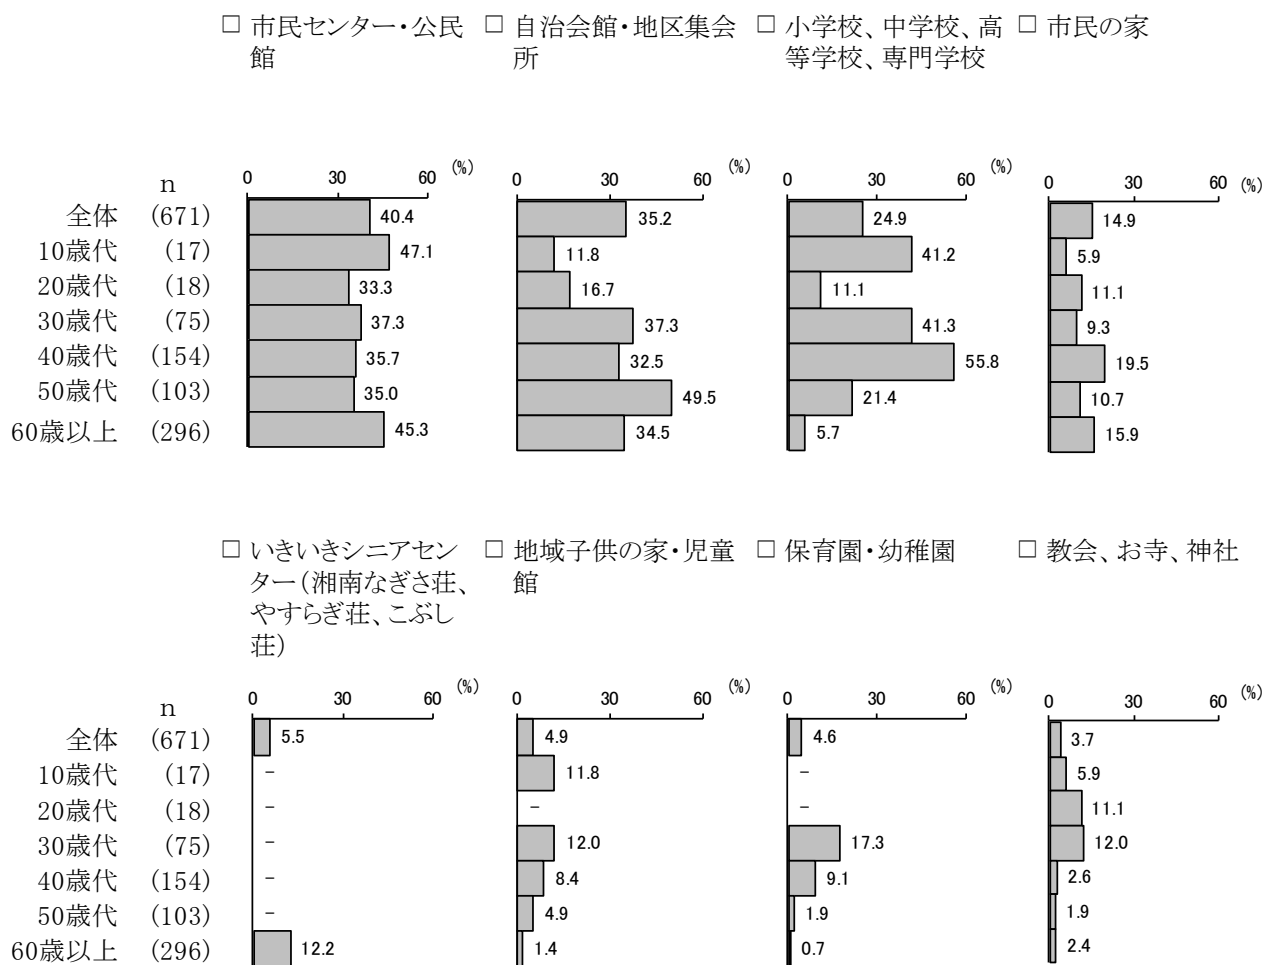 □ 市民センター・公民館
□ 自治会館・地区集会所
□ 小学校、中学校、高等学校、専門学校
□ 市民の家
0 30 60 (%)
0 30 60 (%)
0 30 60 (%)
0 30 60 (%)
n
全体 (671) 40.4 35.2 24.9 14.9
10歳代 (17) 47.1 11.8 41.2 5.9
20歳代 (18) 33.3 16.7 11.1 11.1
30歳代 (75) 37.3 37.3 41.3 9.3
40歳代 (154) 35.7 32.5 55.8 19.5
50歳代 (103) 35.0 49.5 21.4 10.7
60歳以上 (296) 45.3 34.5 5.7 15.9
□ いきいきシニアセンター(湘南なぎさ荘、やすらぎ荘、こぶし荘)
□ 地域子供の家・児童館
□ 保育園・幼稚園
□ 教会、お寺、神社
0 30 60 (%)
0 30 60 (%)
0 30 60 (%)
0 30 60 (%)
n
全体 (671) 5.5 4.9 4.6 3.7
10歳代 (17) - 11.8 - 5.9
20歳代 (18) - - - 11.1
30歳代 (75) - 12.0 17.3 12.0
40歳代 (154) - 8.4 9.1 2.6
50歳代 (103) - 4.9 1.9 1.9
60歳以上 (296) 12.2 1.4 0.7 2.4